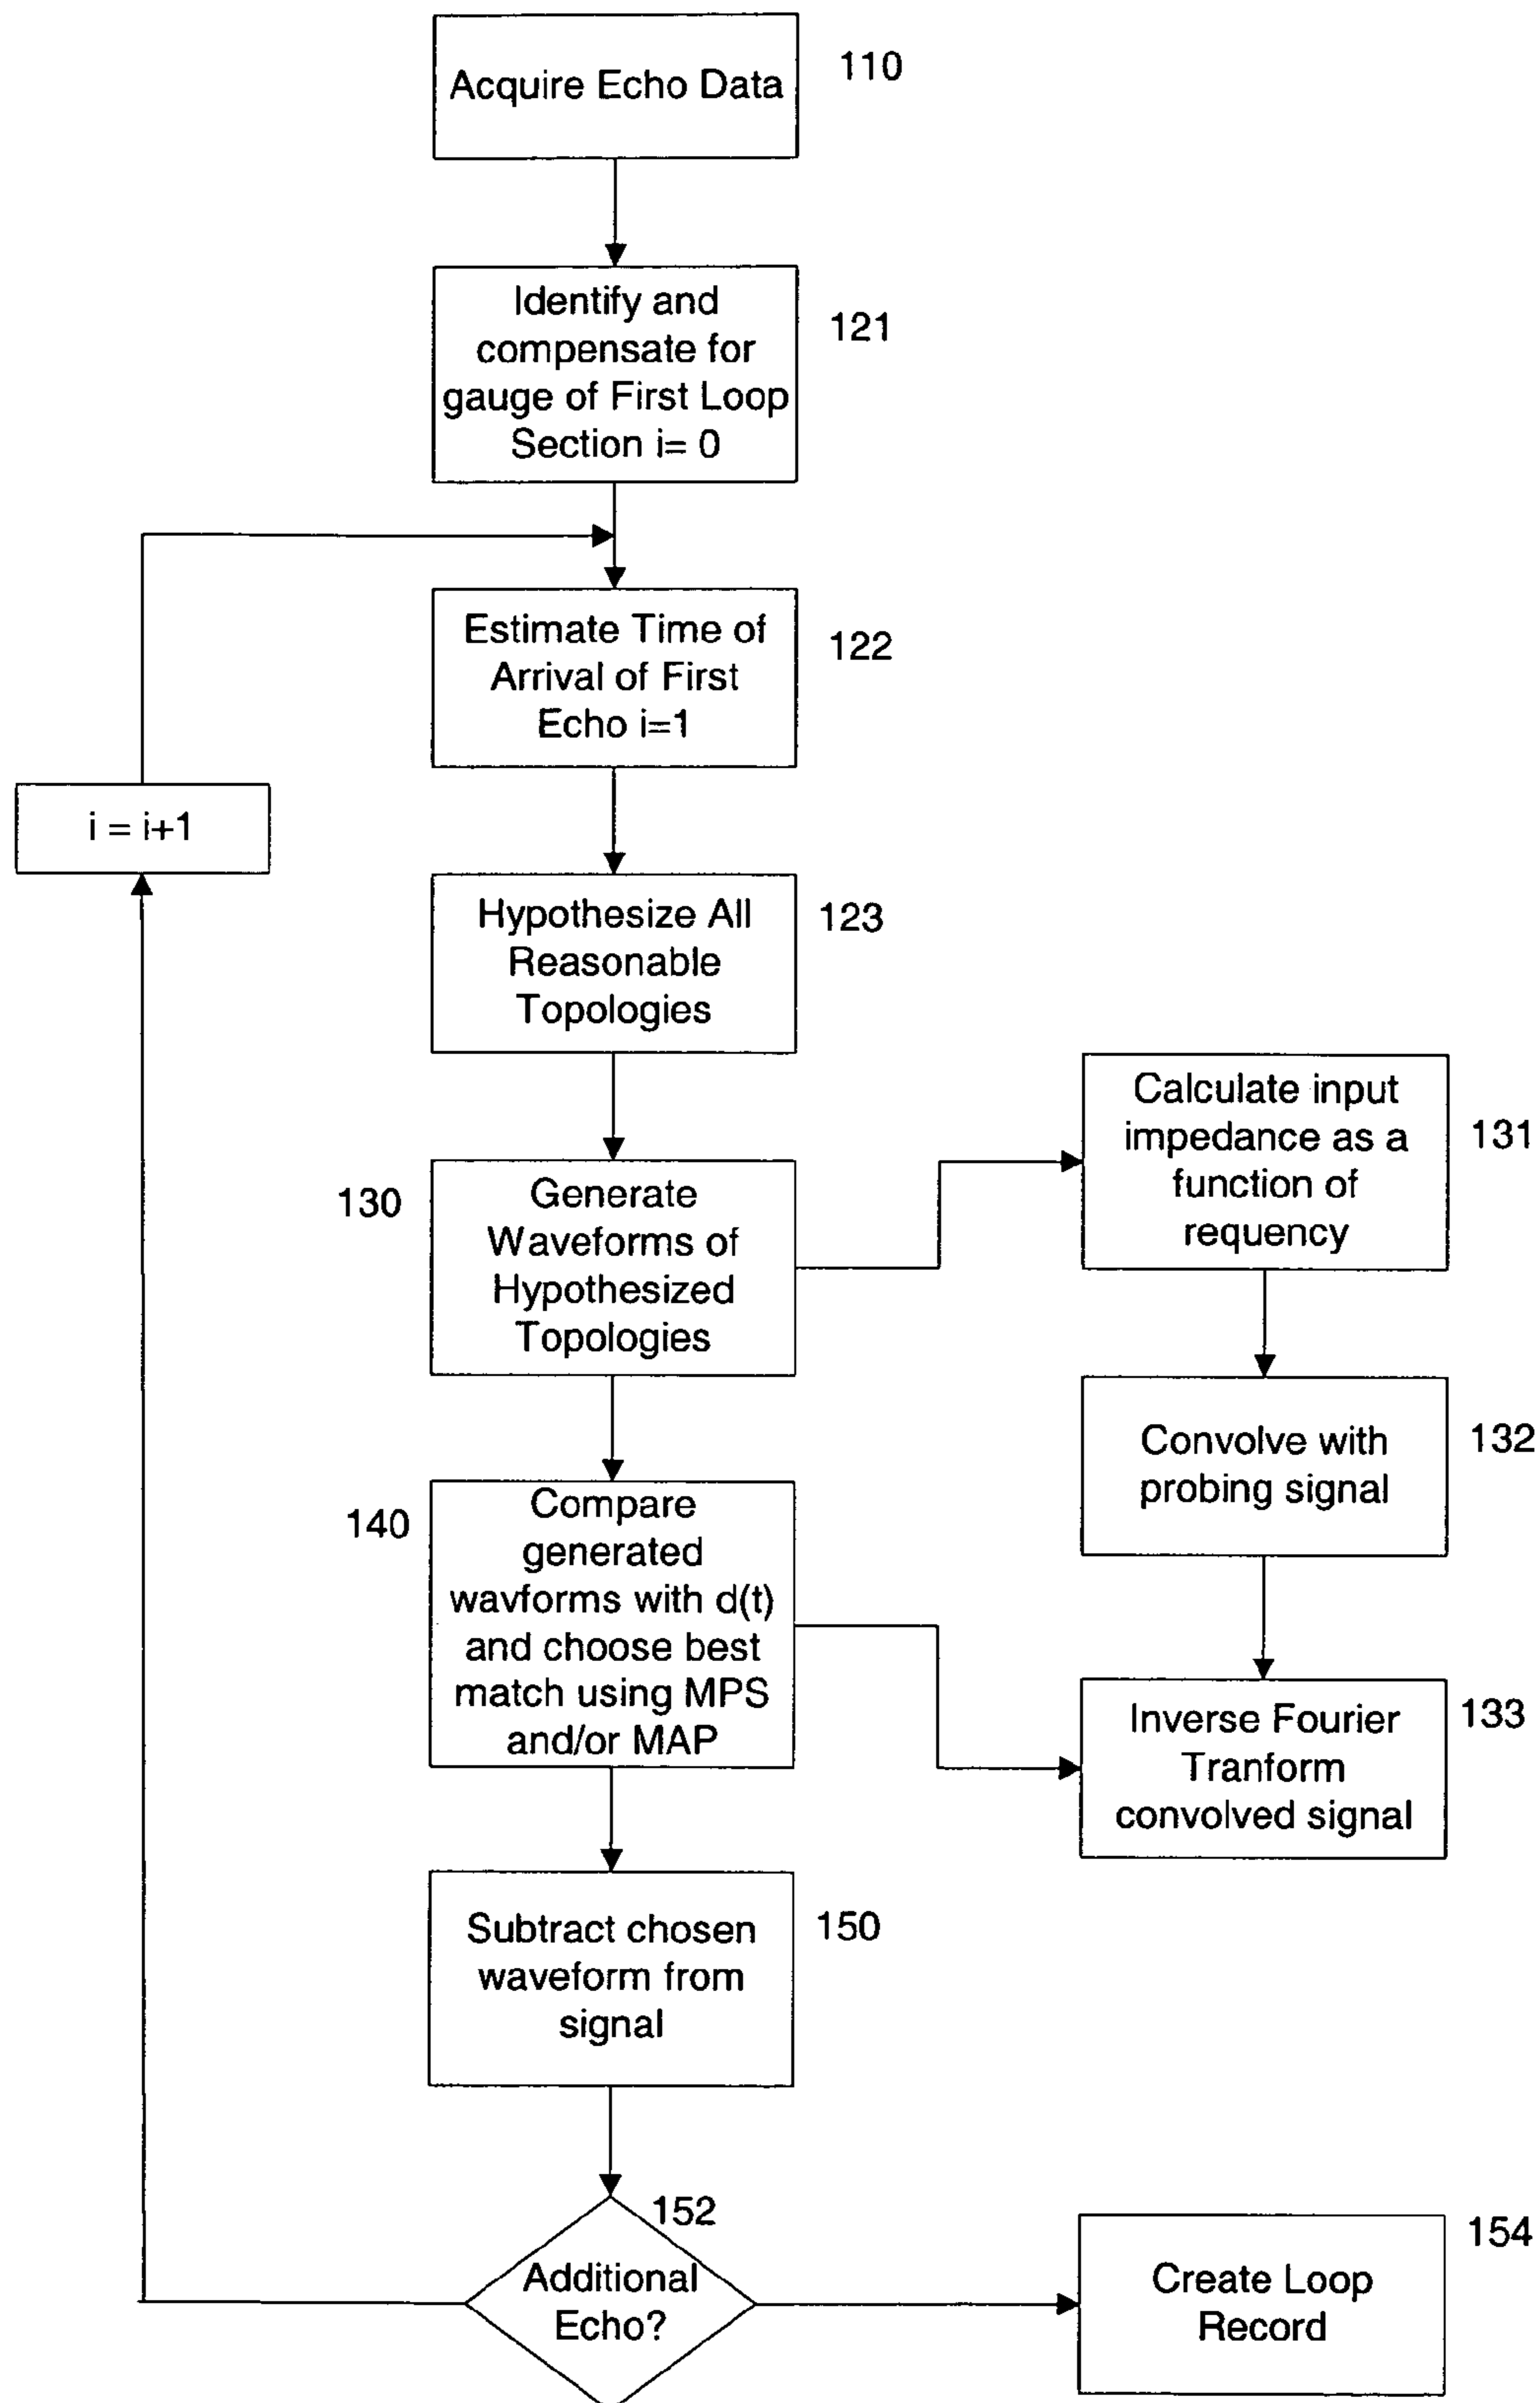 Acquire Echo Data
110
Identify and
compensate for
gauge of First Loop
Section i= 0
121
Estimate Time of
Arrival of First
Echo i=1
122
i = i+1
Hypothesize All
Reasonable
Topologies
123
Calculate input
impedance as a
function of
requency
131
130
Generate
Waveforms of
Hypothesized
Topologies
Convolve with
probing signal
132
140
Compare
generated
wavforms with d(t)
and choose best
match using MPS
and/or MAP
Inverse Fourier
Tranform
convolved signal
133
Subtract chosen
waveform from
signal
150
152
Additional
Echo?
Create Loop
Record
154